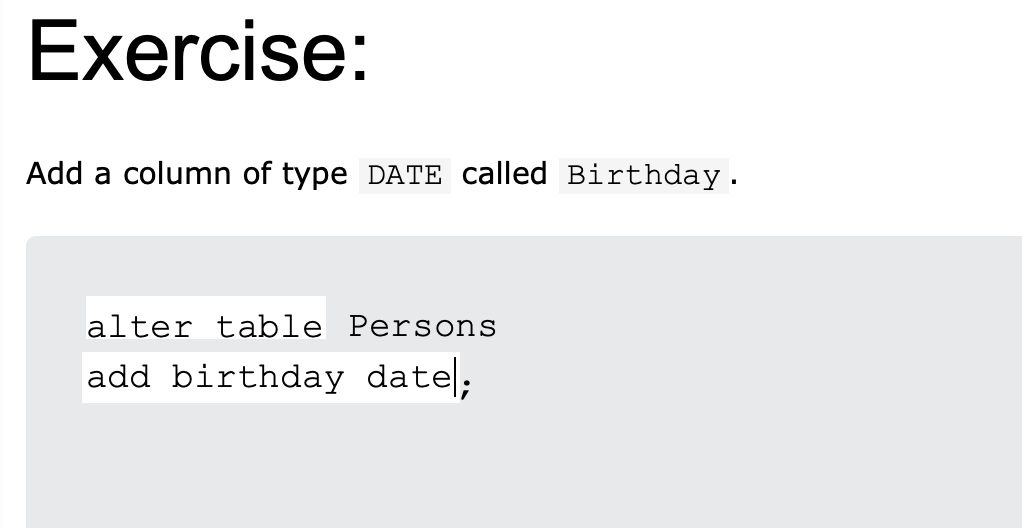 Exercise:
Add a column of type DATE called Birthday.
alter table Persons
add birthday date;